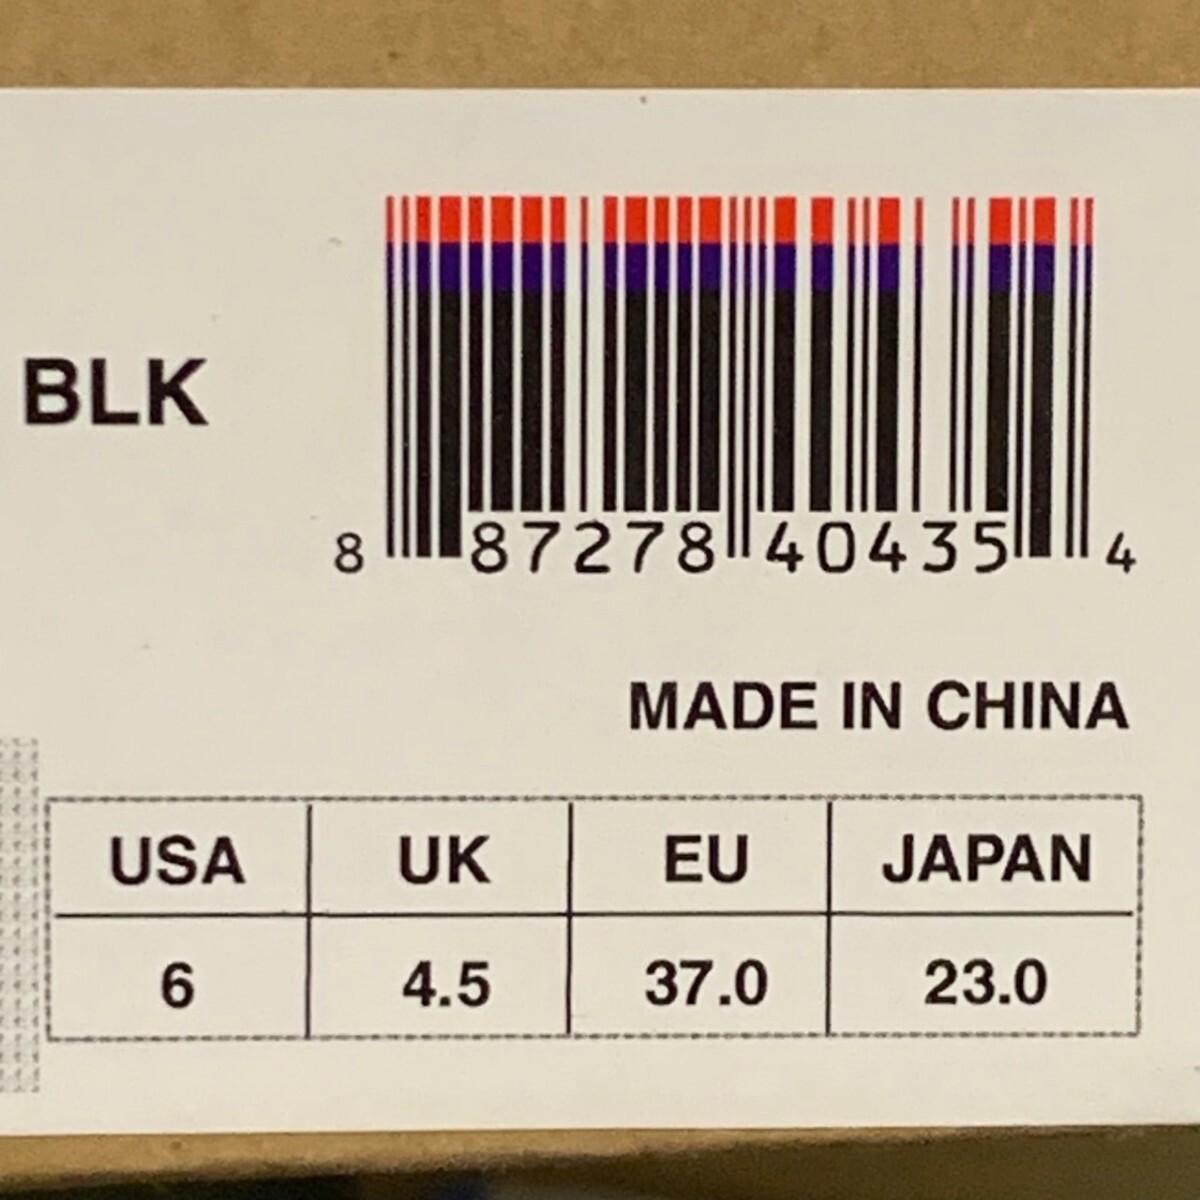 BLK
8 87278 40435 4
MADE IN CHINA
USA UK EU JAPAN
6 4.5 37.0 23.0